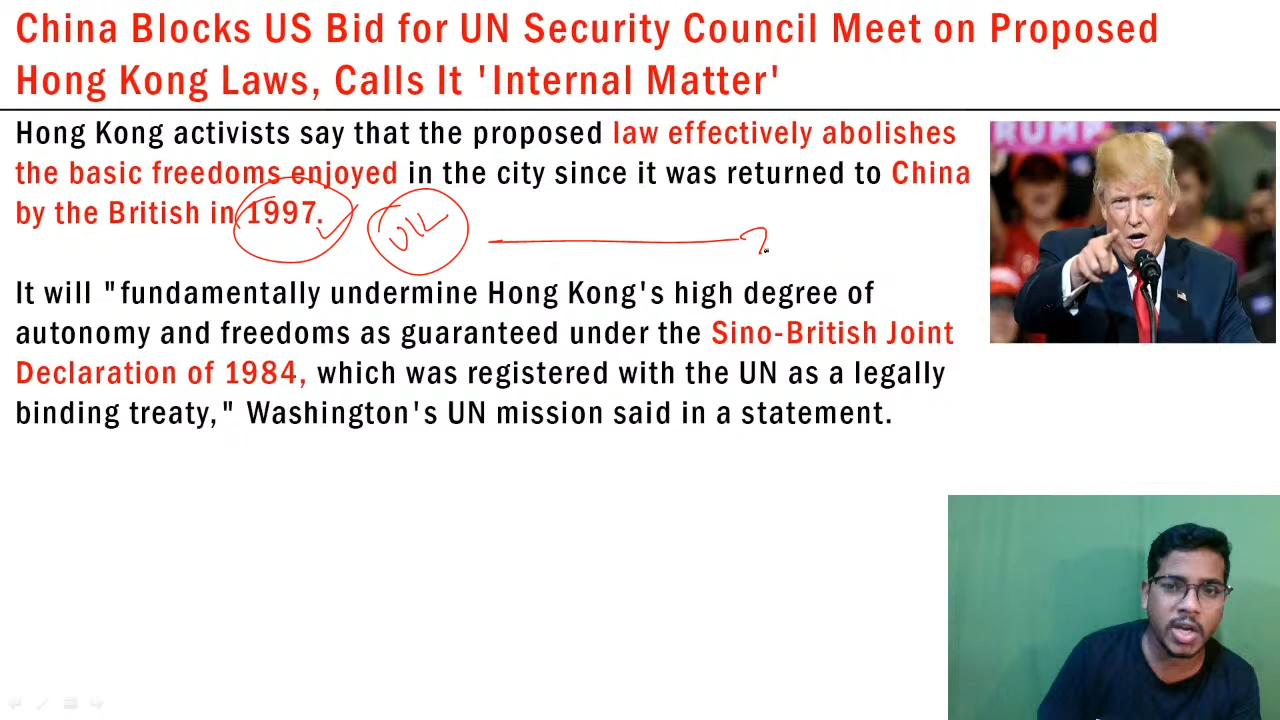 China Blocks US Bid for UN Security Council Meet on Proposed
Hong Kong Laws, Calls It 'Internal Matter'
Hong Kong activists say that the proposed law effectively abolishes
the basic freedoms enjoyed in the city since it was returned to China
by the British in 1997.
It will "fundamentally undermine Hong Kong's high degree of
autonomy and freedoms as guaranteed under the Sino-British Joint
Declaration of 1984, which was registered with the UN as a legally
binding treaty," Washington's UN mission said in a statement.